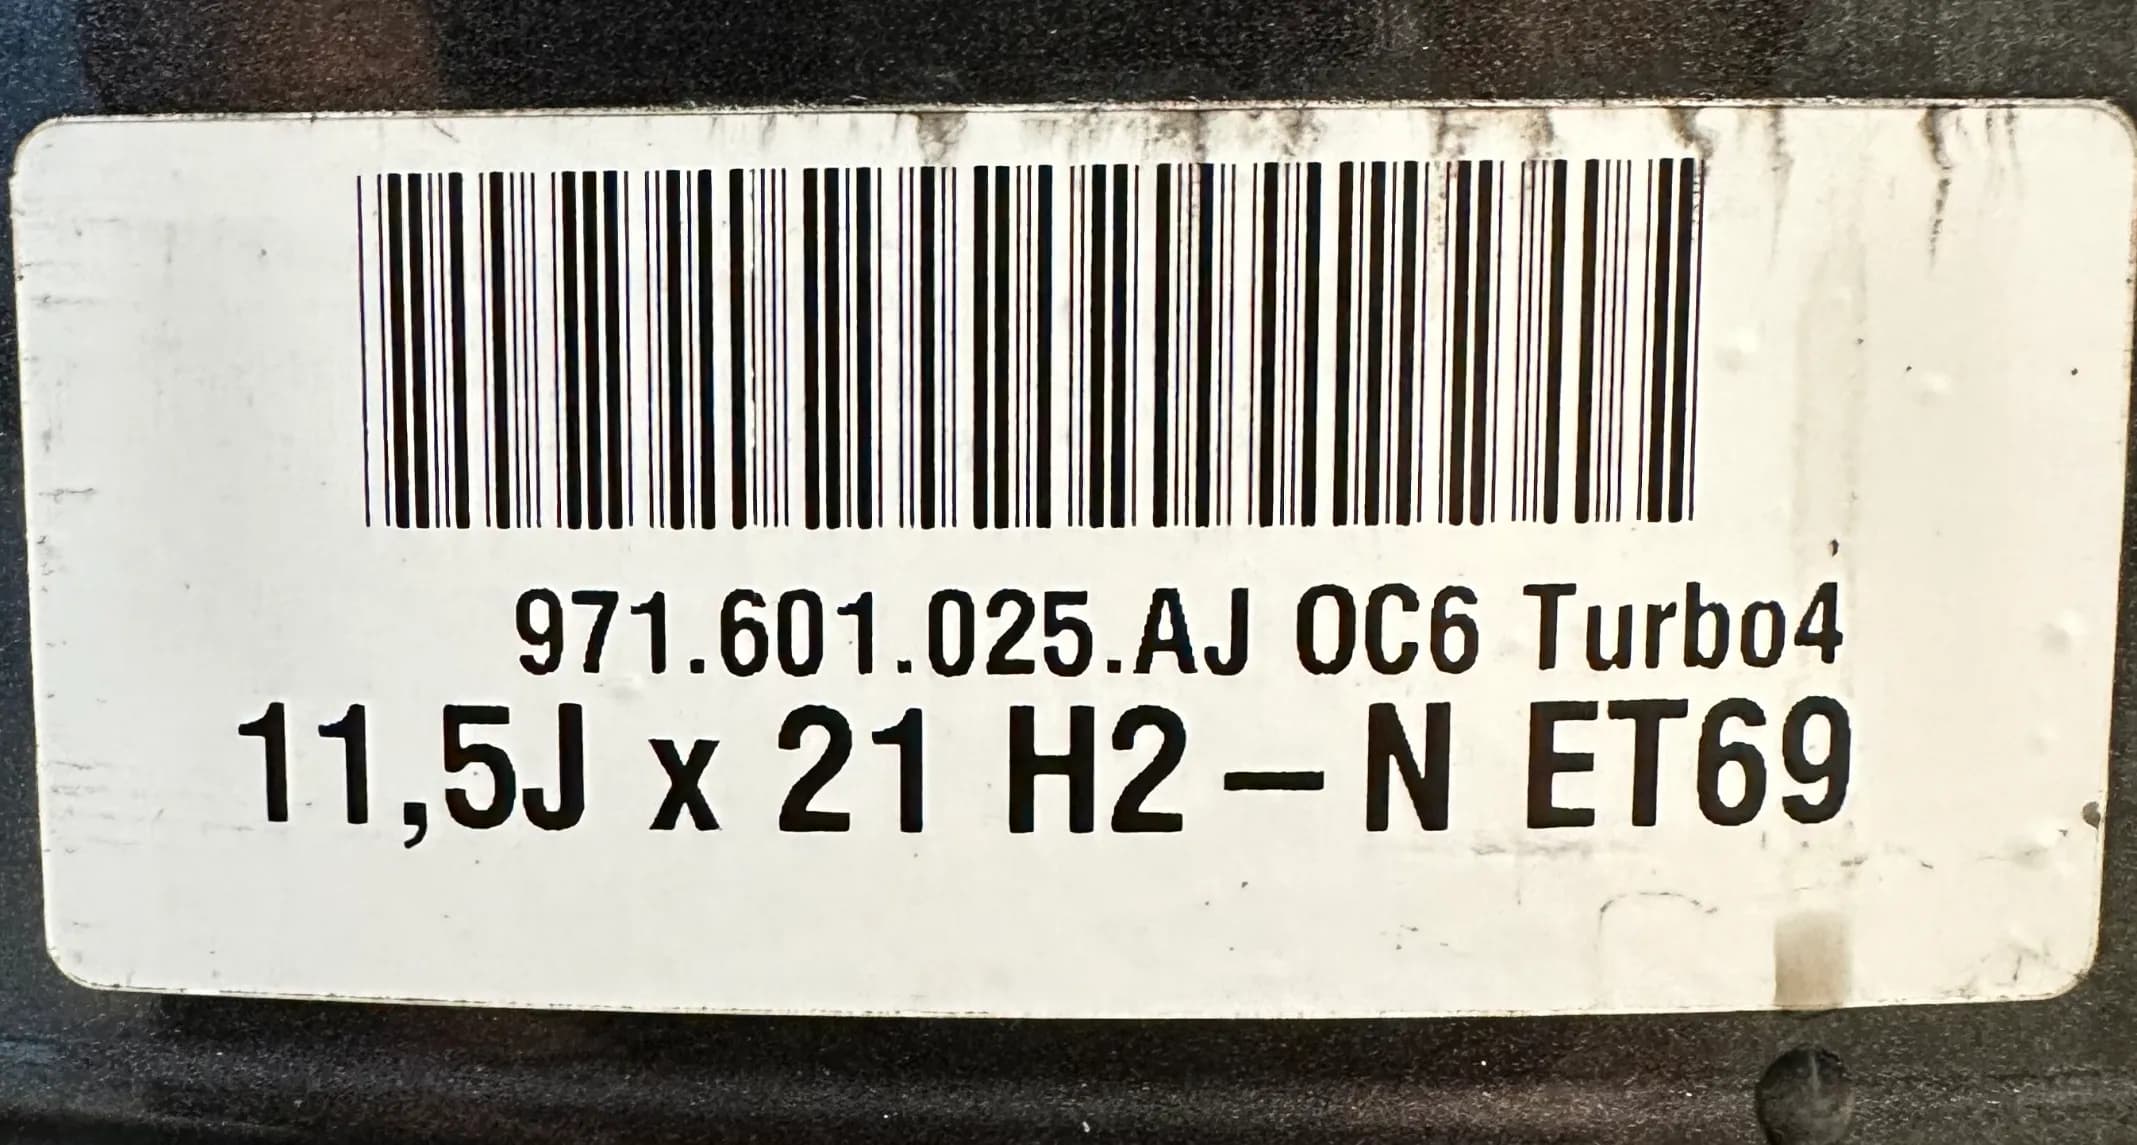 971.601.025.AJ OC6 Turbo4
11,5J x 21 H2-N ET69